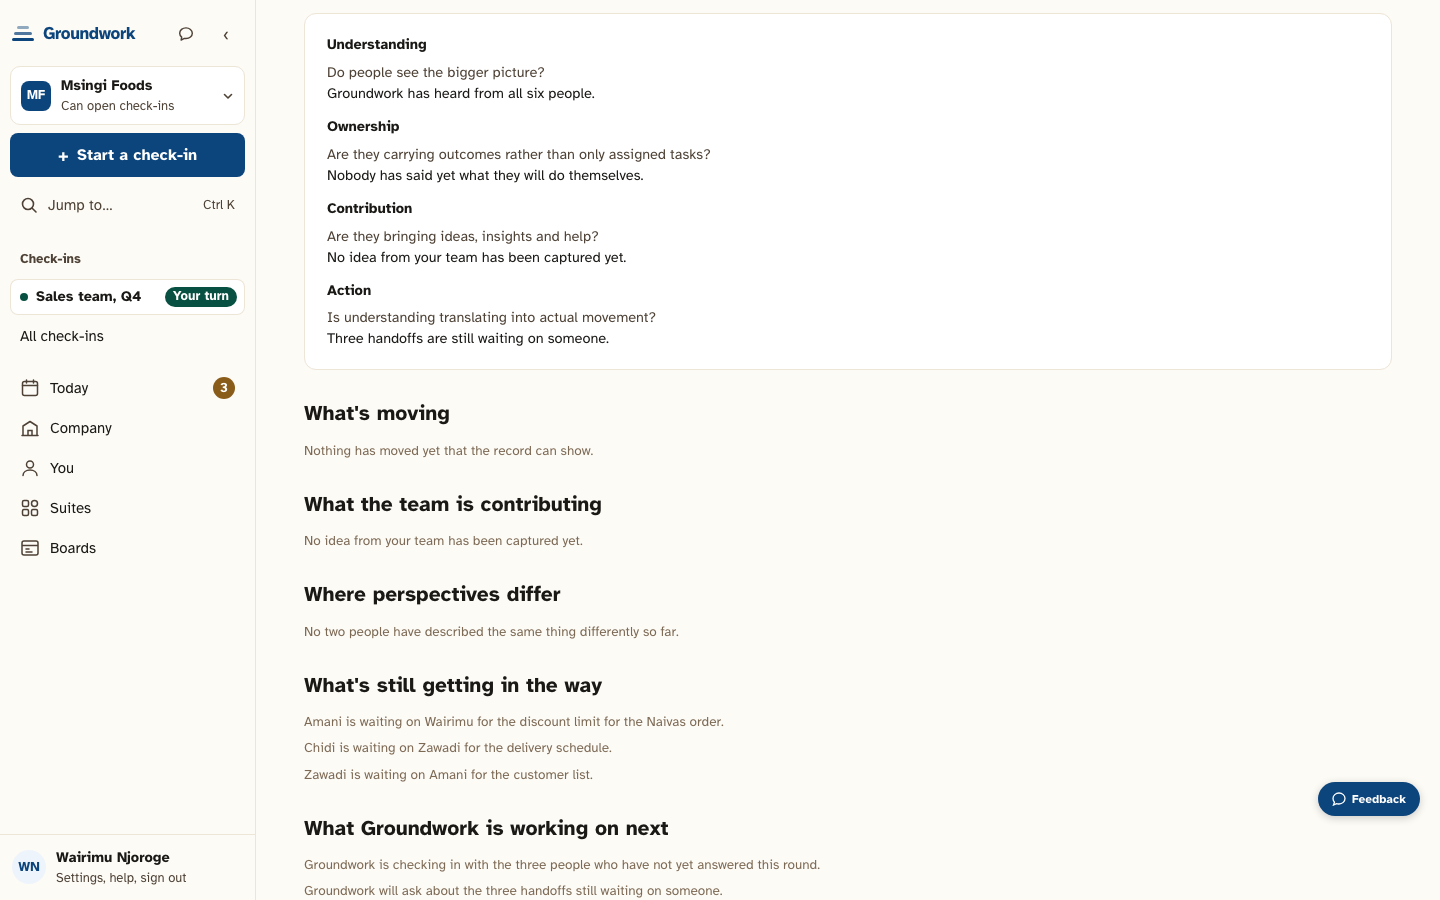 Groundwork
MF
Msingi Foods
Can open check-ins
+ Start a check-in
Jump to...
Ctrl K
Check-ins
Sales team, Q4
Your turn
All check-ins
Today
3
Company
You
Suites
Boards
WN
Wairimu Njoroge
Settings, help, sign out
Understanding
Do people see the bigger picture?
Groundwork has heard from all six people.
Ownership
Are they carrying outcomes rather than only assigned tasks?
Nobody has said yet what they will do themselves.
Contribution
Are they bringing ideas, insights and help?
No idea from your team has been captured yet.
Action
Is understanding translating into actual movement?
Three handoffs are still waiting on someone.
What's moving
Nothing has moved yet that the record can show.
What the team is contributing
No idea from your team has been captured yet.
Where perspectives differ
No two people have described the same thing differently so far.
What's still getting in the way
Amani is waiting on Wairimu for the discount limit for the Naivas order.
Chidi is waiting on Zawadi for the delivery schedule.
Zawadi is waiting on Amani for the customer list.
What Groundwork is working on next
Groundwork is checking in with the three people who have not yet answered this round.
Groundwork will ask about the three handoffs still waiting on someone.
Feedback